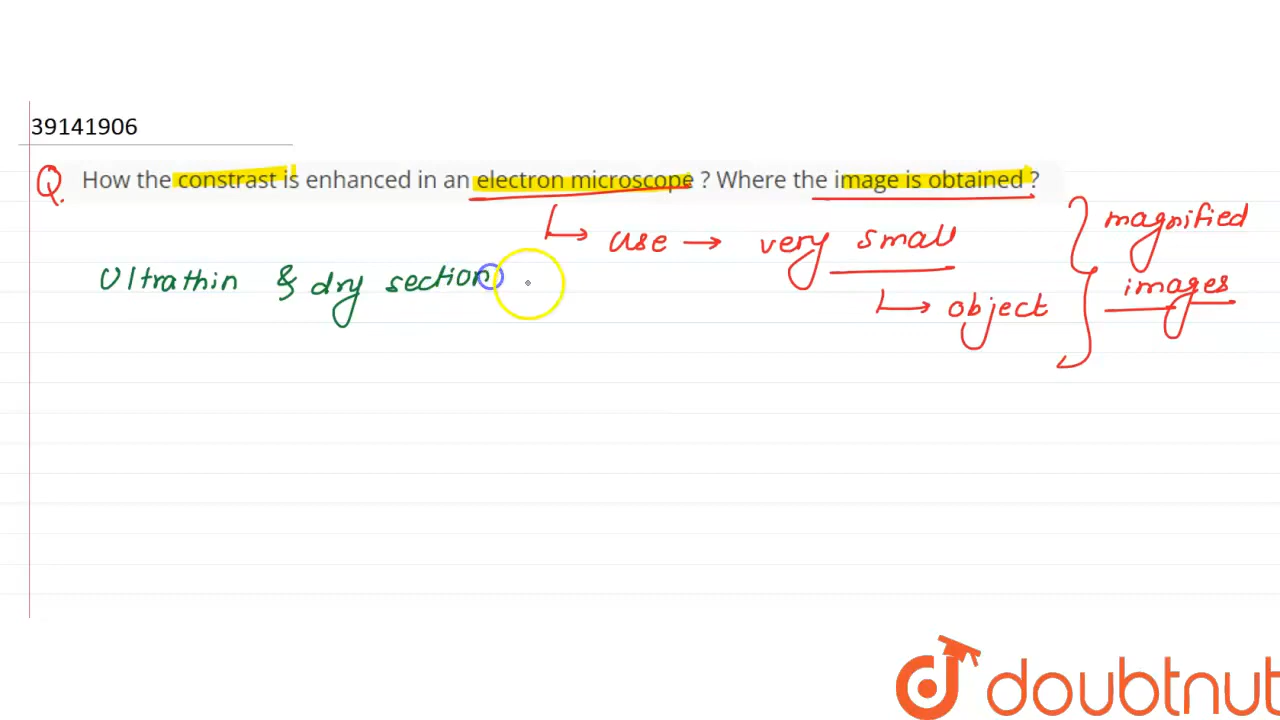 39141906
Q. How the constrast is enhanced in an electron microscope ? Where the image is obtained ?
use → very small
magnified
Ultrathin & dry section
object
images
doubtnut